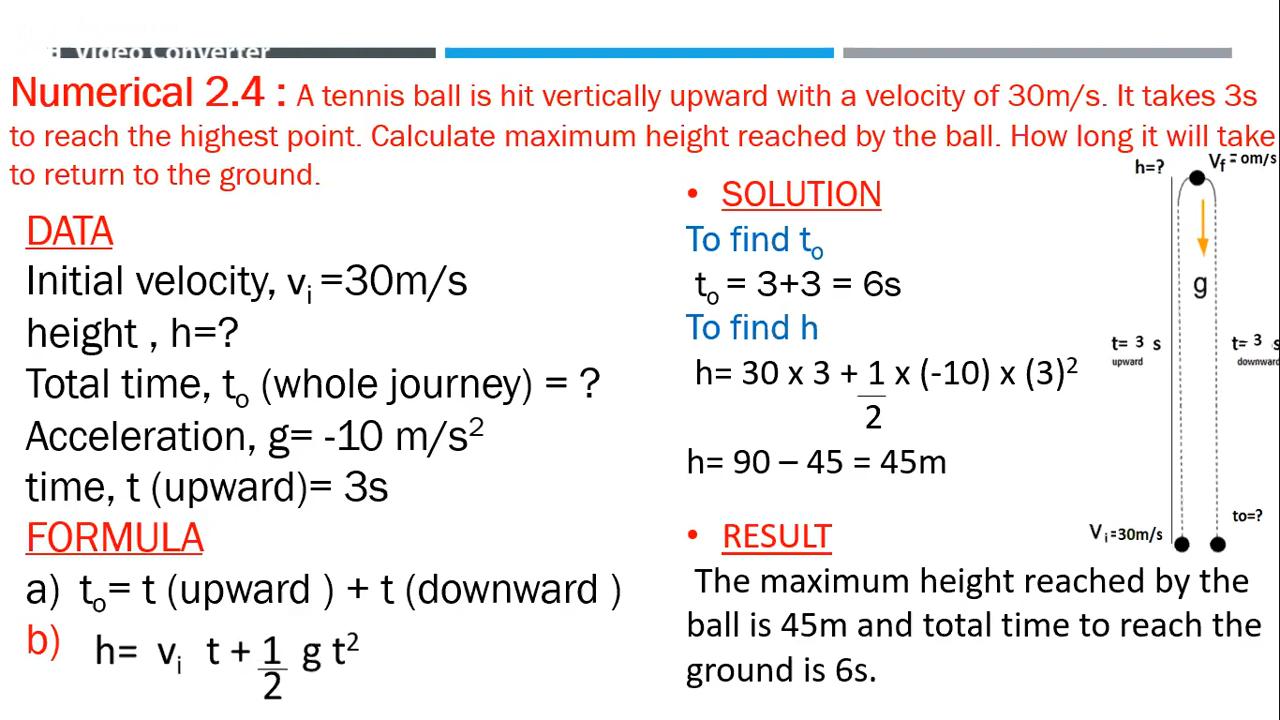 Video Converter
Numerical 2.4 : A tennis ball is hit vertically upward with a velocity of 30m/s. It takes 3s
to reach the highest point. Calculate maximum height reached by the ball. How long it will take
to return to the ground.
DATA
Initial velocity, vᵢ =30m/s
height , h=?
Total time, tₒ (whole journey) = ?
Acceleration, g= -10 m/s²
time, t (upward)= 3s
FORMULA
a) tₒ= t (upward ) + t (downward )
b) h= vᵢ t + 1/2 g t²
• SOLUTION
To find tₒ
tₒ = 3+3 = 6s
To find h
h= 30 x 3 + 1/2 x (-10) x (3)²
h= 90 – 45 = 45m
• RESULT
The maximum height reached by the
ball is 45m and total time to reach the
ground is 6s.
h=?
V_f = om/s
g
t= 3 s
upward
t= 3 s
downward
to=?
Vᵢ=30m/s